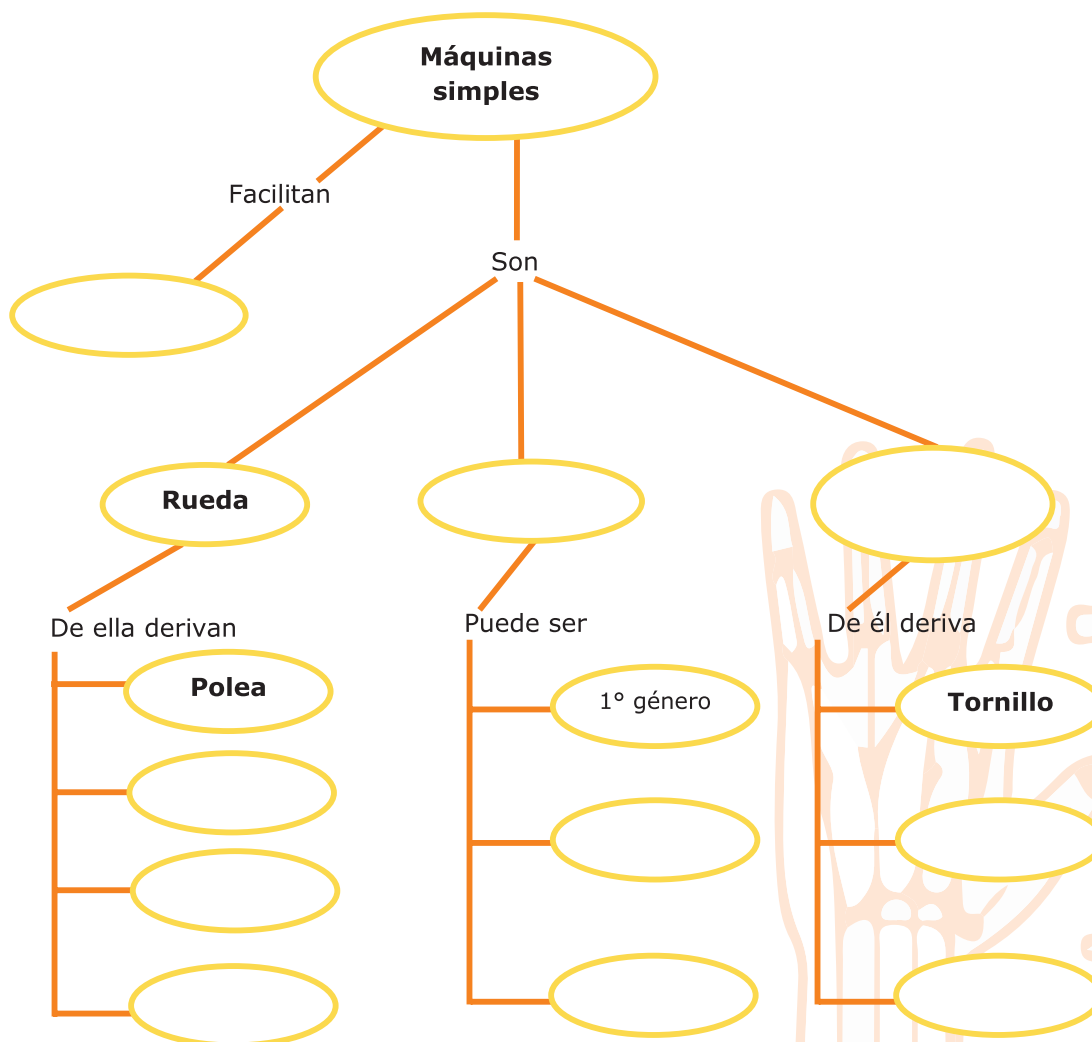 Máquinas
simples
Facilitan
Son
Rueda
De ella derivan
Puede ser
De él deriva
Polea
1° género
Tornillo